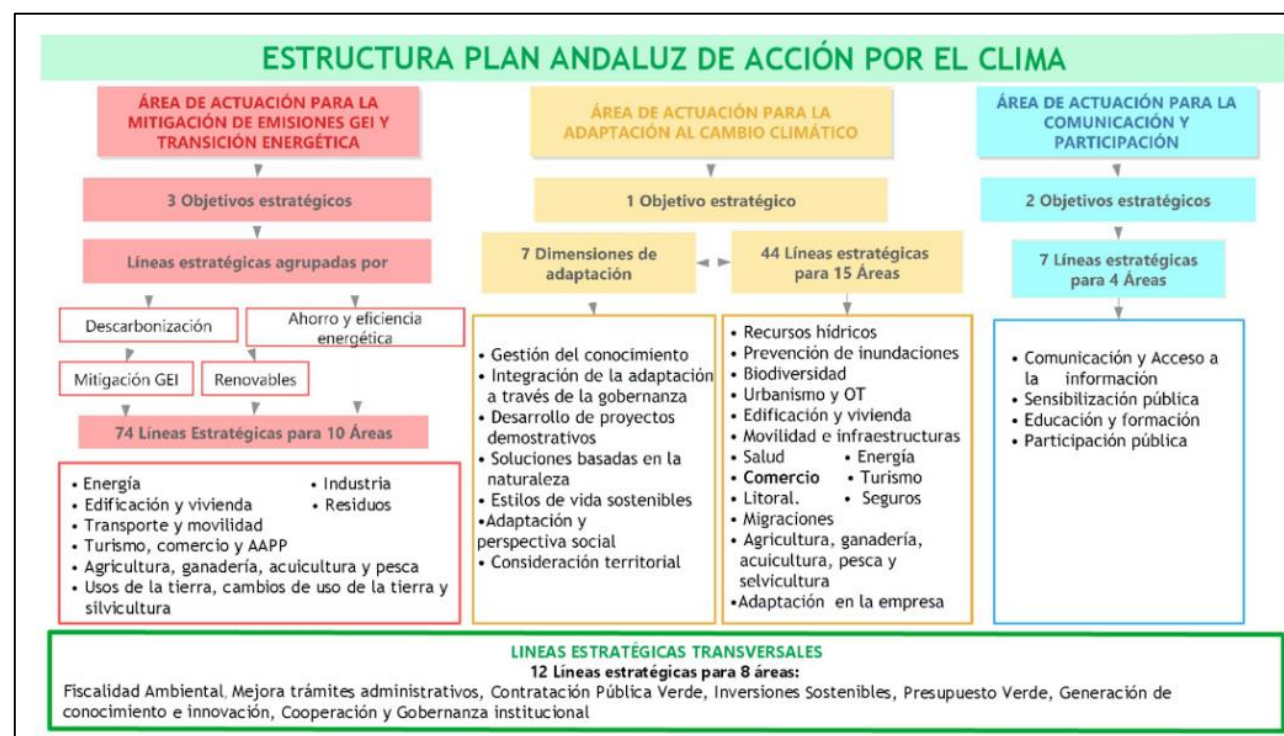 ESTRUCTURA PLAN ANDALUZ DE ACCIÓN POR EL CLIMA
ÁREA DE ACTUACIÓN PARA LA
MITIGACIÓN DE EMISIONES GEI Y
TRANSICIÓN ENERGÉTICA
3 Objetivos estratégicos
Líneas estratégicas agrupadas por
Descarbonización
Ahorro y eficiencia
energética
Mitigación GEI
Renovables
74 Líneas Estratégicas para 10 Áreas
• Energía
• Industria
• Edificación y vivienda
• Residuos
• Transporte y movilidad
• Turismo, comercio y AAPP
• Agricultura, ganadería, acuicultura y pesca
• Usos de la tierra, cambios de uso de la tierra y
silvicultura
ÁREA DE ACTUACIÓN PARA LA
ADAPTACIÓN AL CAMBIO CLIMÁTICO
1 Objetivo estratégico
7 Dimensiones de
adaptación
• Gestión del conocimiento
• Integración de la adaptación
a través de la gobernanza
• Desarrollo de proyectos
demostrativos
• Soluciones basadas en la
naturaleza
• Estilos de vida sostenibles
•Adaptación y
perspectiva social
• Consideración territorial
44 Líneas estratégicas
para 15 Áreas
• Recursos hídricos
• Prevención de inundaciones
• Biodiversidad
• Urbanismo y OT
• Edificación y vivienda
• Movilidad e infraestructuras
• Salud
• Energía
• Comercio
• Turismo
• Litoral.
• Seguros
• Migraciones
• Agricultura, ganadería,
acuicultura, pesca y
selvicultura
•Adaptación en la empresa
ÁREA DE ACTUACIÓN PARA LA
COMUNICACIÓN Y
PARTICIPACIÓN
2 Objetivos estratégicos
7 Líneas estratégicas
para 4 Áreas
• Comunicación y Acceso a
la información
• Sensibilización pública
• Educación y formación
• Participación pública
LINEAS ESTRATÉGICAS TRANSVERSALES
12 Líneas estratégicas para 8 áreas:
Fiscalidad Ambiental, Mejora trámites administrativos, Contratación Pública Verde, Inversiones Sostenibles, Presupuesto Verde, Generación de
conocimiento e innovación, Cooperación y Gobernanza institucional